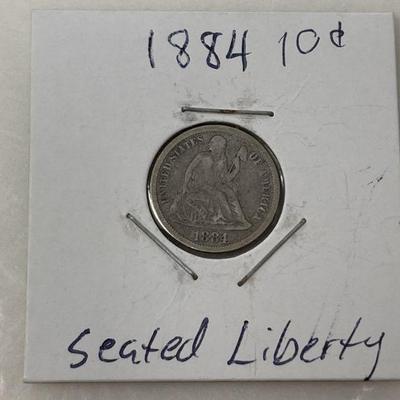 1884 10¢
UNITED STATES OF AMERICA
1884
Seated Liberty